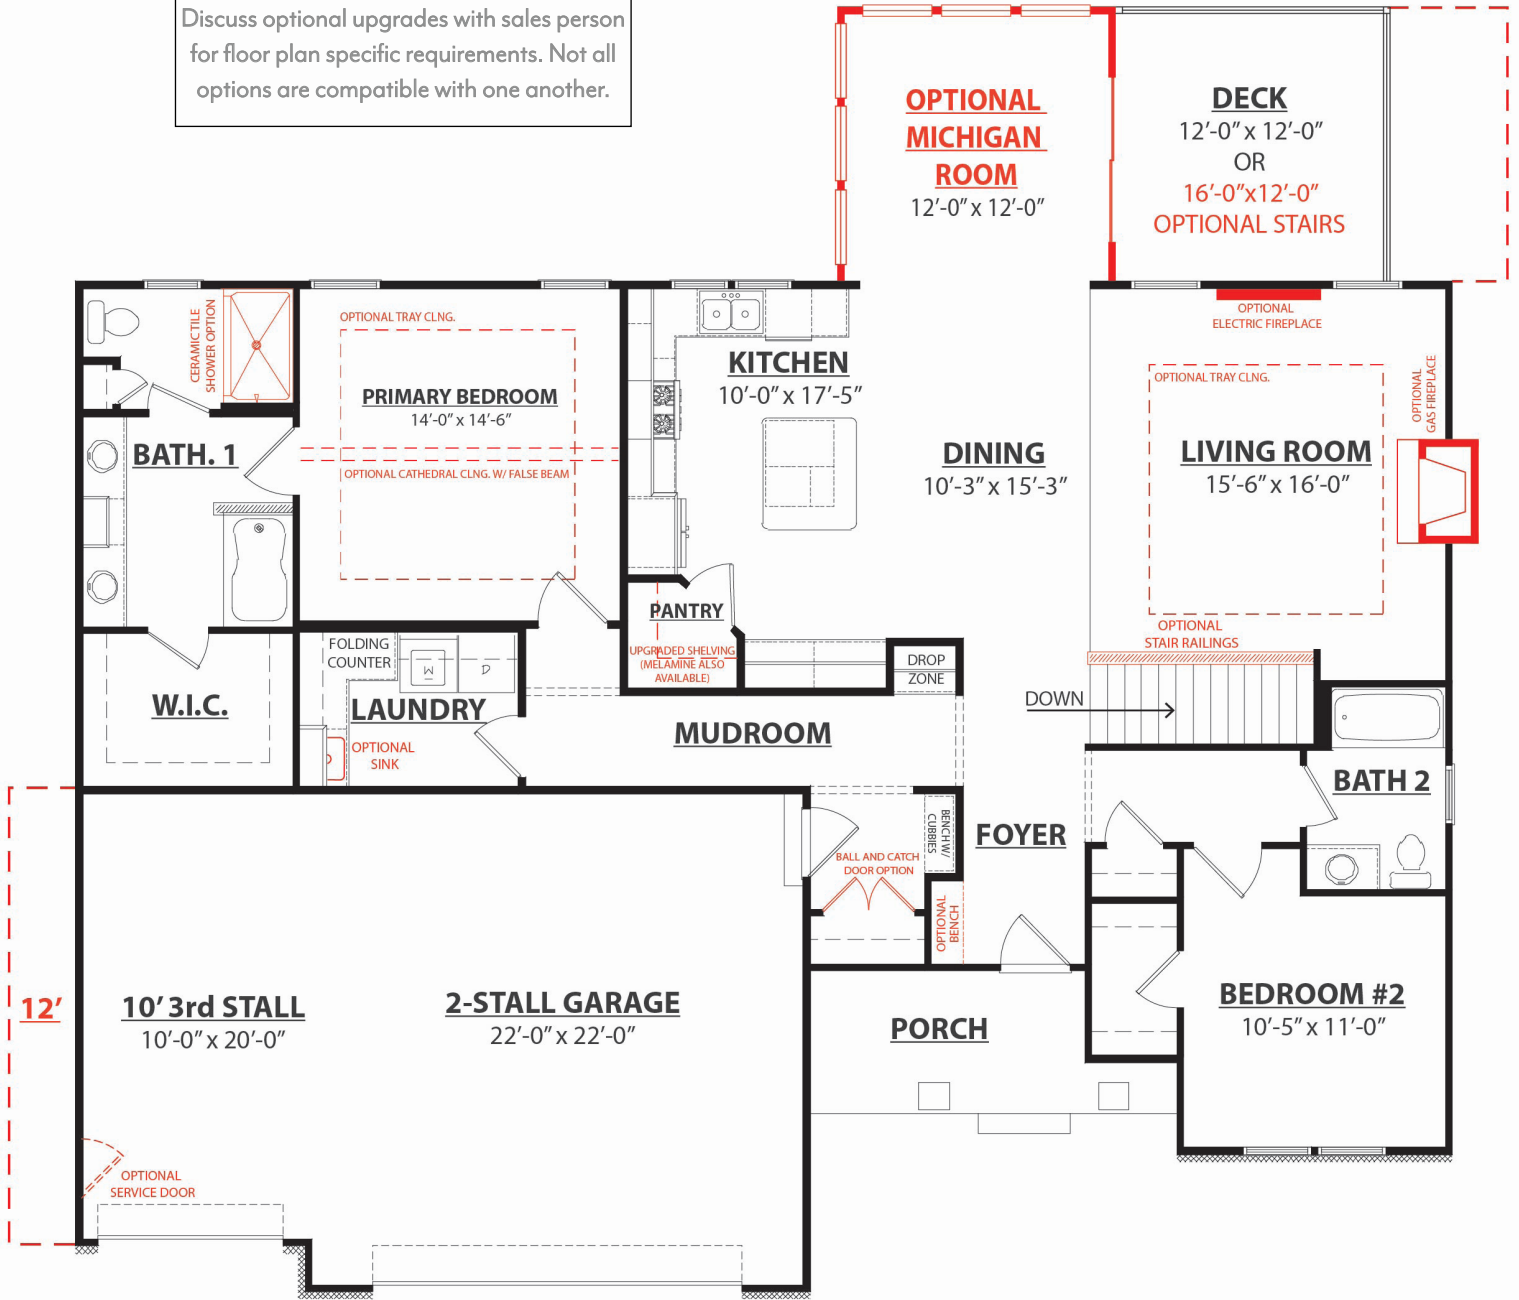 Discuss optional upgrades with sales person
for floor plan specific requirements. Not all
options are compatible with one another.
OPTIONAL
MICHIGAN
ROOM
12'-0" x 12'-0"
DECK
12'-0" x 12'-0"
OR
16'-0"x12'-0"
OPTIONAL STAIRS
CERAMIC TILE
SHOWER OPTION
OPTIONAL TRAY CLNG.
PRIMARY BEDROOM
14'-0" x 14'-6"
OPTIONAL CATHEDRAL CLNG. W/ FALSE BEAM
KITCHEN
10'-0" x 17'-5"
DINING
10'-3" x 15'-3"
OPTIONAL
ELECTRIC FIREPLACE
OPTIONAL TRAY CLNG.
OPTIONAL
GAS FIREPLACE
LIVING ROOM
15'-6" x 16'-0"
BATH. 1
PANTRY
UPGRADED SHELVING
(MELAMINE ALSO
AVAILABLE)
OPTIONAL
STAIR RAILINGS
FOLDING
COUNTER
D
LAUNDRY
OPTIONAL
SINK
W.I.C.
DROP
ZONE
DOWN
MUDROOM
BATH 2
BENCH W/
CUBBIES
FOYER
BALL AND CATCH
DOOR OPTION
OPTIONAL
BENCH
12'
10' 3rd STALL
10'-0" x 20'-0"
2-STALL GARAGE
22'-0" x 22'-0"
PORCH
BEDROOM #2
10'-5" x 11'-0"
OPTIONAL
SERVICE DOOR